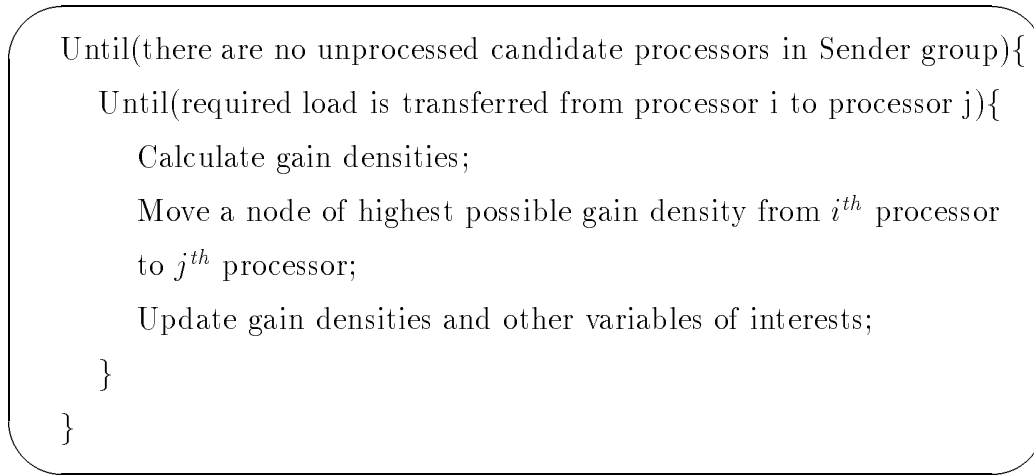 Until(there are no unprocessed candidate processors in Sender group){
Until(required load is transferred from processor i to processor j){
Calculate gain densities;
Move a node of highest possible gain density from i^{th} processor
to j^{th} processor;
Update gain densities and other variables of interests;
}
}